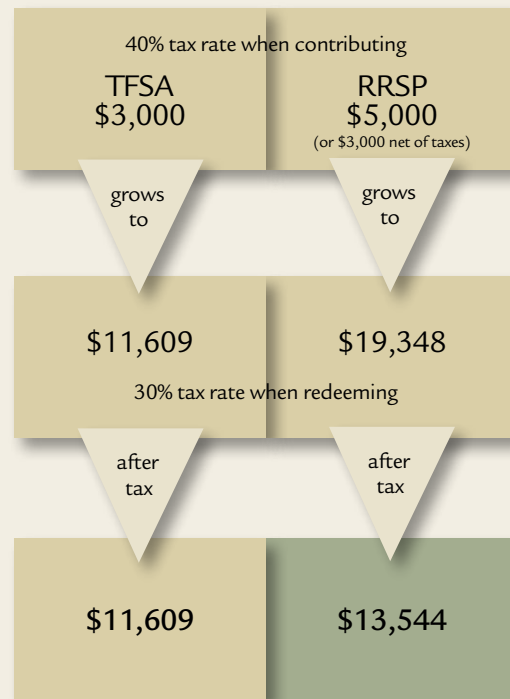 40% tax rate when contributing
TFSA
$3,000
RRSP
$5,000
(or $3,000 net of taxes)
grows
to
grows
to
$11,609
$19,348
30% tax rate when redeeming
after
tax
after
tax
$11,609
$13,544